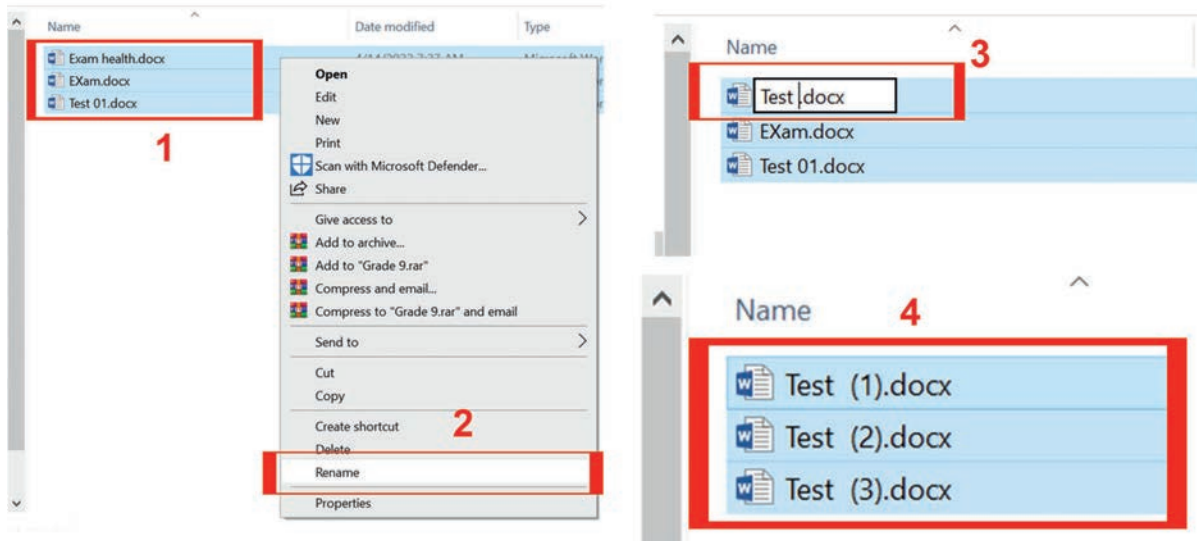 Name Date modified Type
Exam health.docx
EXam.docx
Test 01.docx
1
Open
Edit
New
Print
Scan with Microsoft Defender...
Share
Give access to
Add to archive...
Add to "Grade 9.rar"
Compress and email...
Compress to "Grade 9.rar" and email
Send to
Cut
Copy
Create shortcut
2
Delete
Rename
Properties
Name
3
Test .docx
EXam.docx
Test 01.docx
Name
4
Test (1).docx
Test (2).docx
Test (3).docx